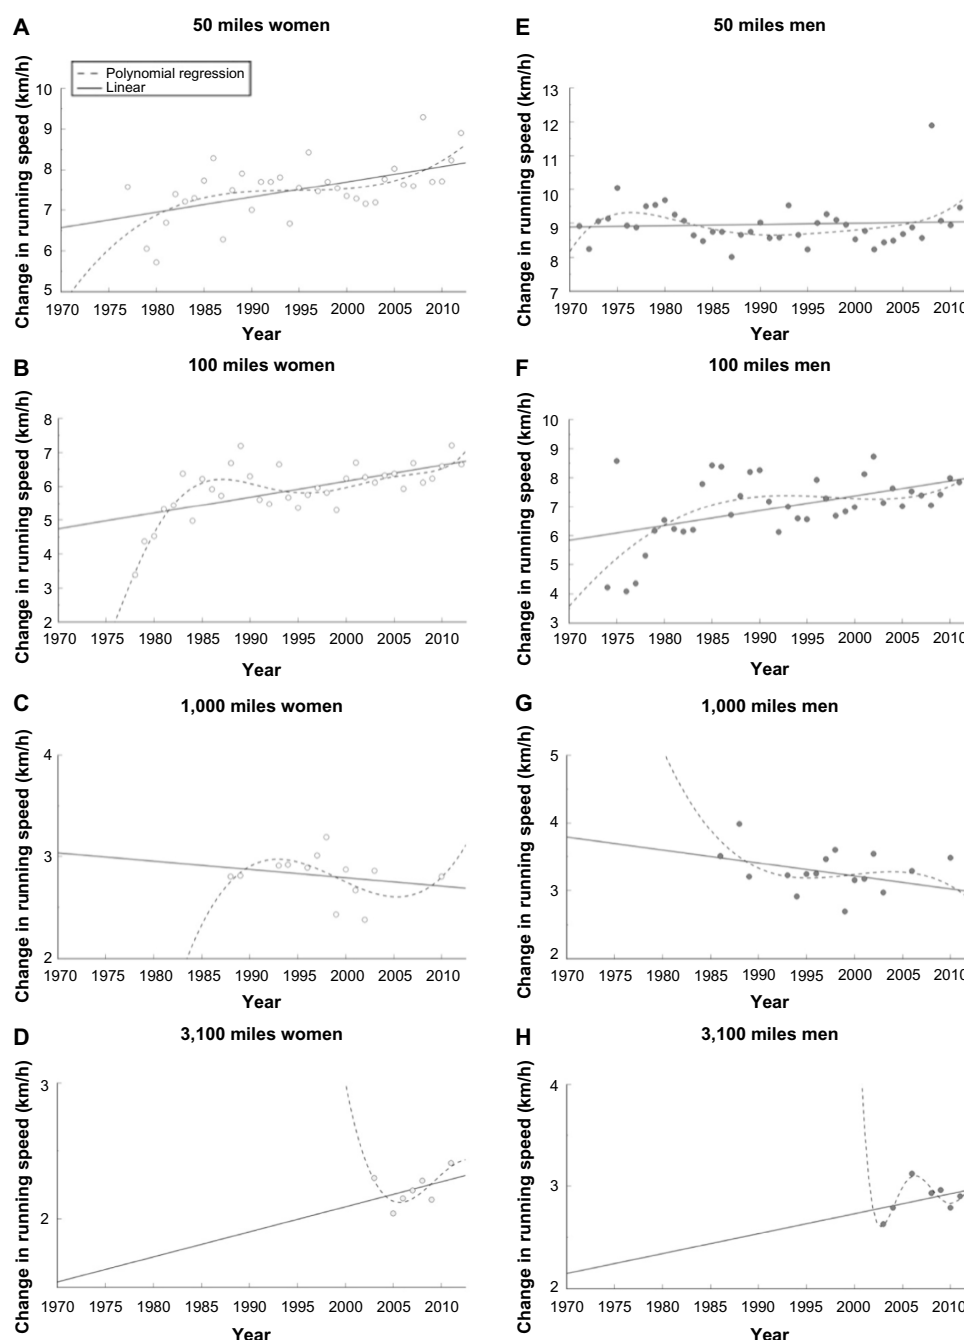 A
50 miles women
Change in running speed (km/h)
Polynomial regression
Linear
10
9
8
7
6
5
1970 1975 1980 1985 1990 1995 2000 2005 2010
Year
E
50 miles men
Change in running speed (km/h)
13
12
11
10
9
8
7
1970 1975 1980 1985 1990 1995 2000 2005 2010
Year
B
100 miles women
Change in running speed (km/h)
8
7
6
5
4
3
2
1970 1975 1980 1985 1990 1995 2000 2005 2010
Year
F
100 miles men
Change in running speed (km/h)
10
9
8
7
6
5
4
3
1970 1975 1980 1985 1990 1995 2000 2005 2010
Year
C
1,000 miles women
Change in running speed (km/h)
4
3
2
1970 1975 1980 1985 1990 1995 2000 2005 2010
Year
G
1,000 miles men
Change in running speed (km/h)
5
4
3
2
1970 1975 1980 1985 1990 1995 2000 2005 2010
Year
D
3,100 miles women
Change in running speed (km/h)
3
2
1970 1975 1980 1985 1990 1995 2000 2005 2010
Year
H
3,100 miles men
Change in running speed (km/h)
4
3
2
1970 1975 1980 1985 1990 1995 2000 2005 2010
Year